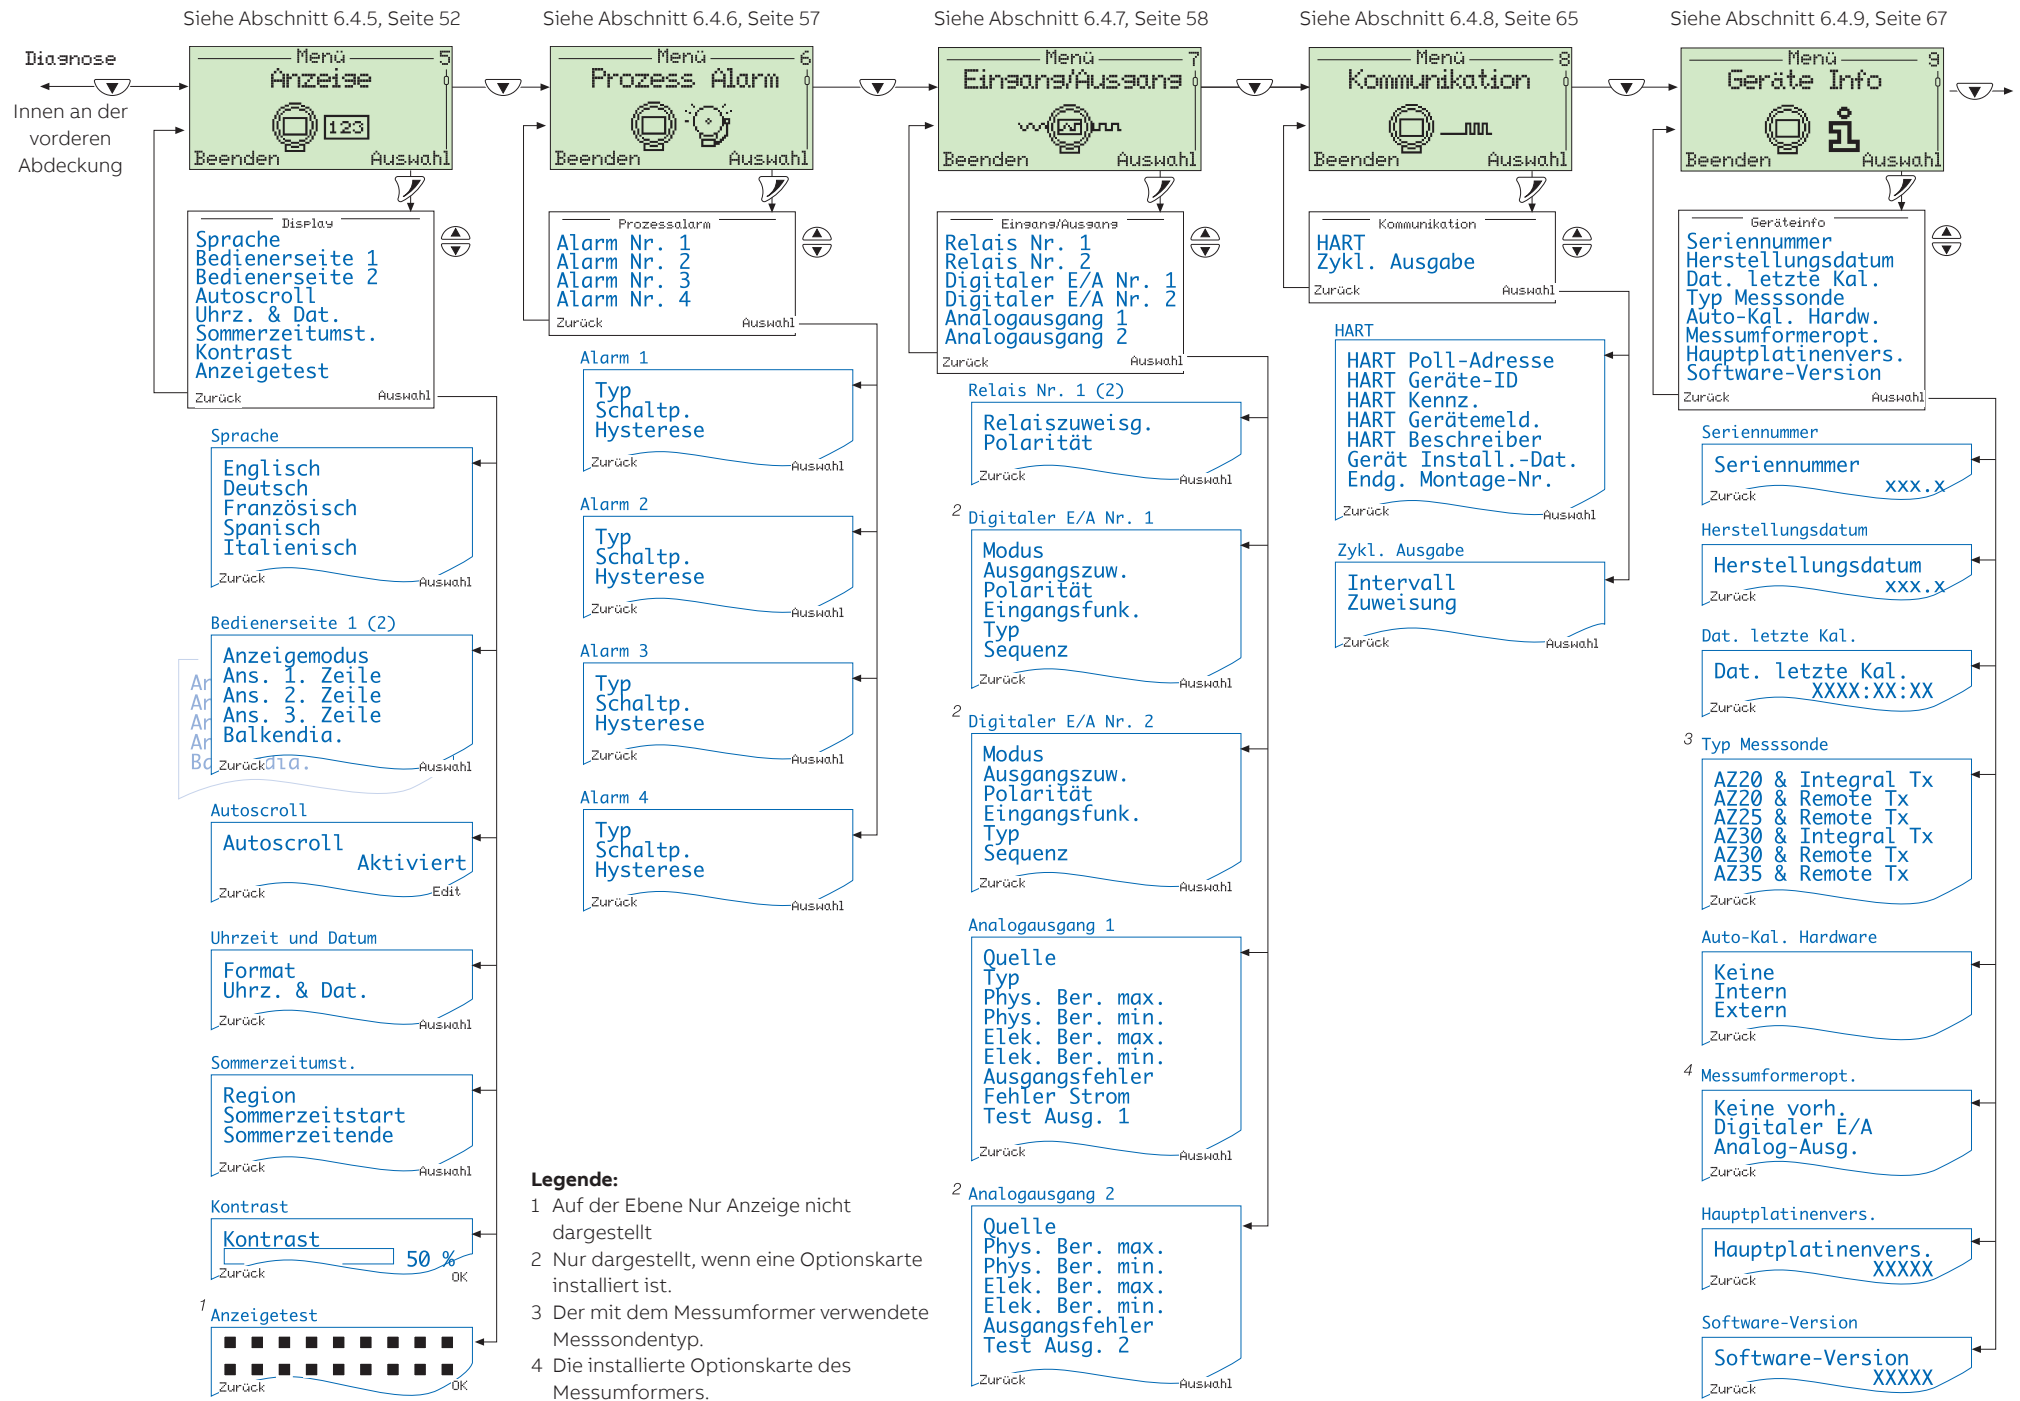 Siehe Abschnitt 6.4.5, Seite 52
Siehe Abschnitt 6.4.6, Seite 57
Siehe Abschnitt 6.4.7, Seite 58
Siehe Abschnitt 6.4.8, Seite 65
Siehe Abschnitt 6.4.9, Seite 67
Diagnose
Innen an der
vorderen
Abdeckung
Menü 5
Anzeige
123
Beenden Auswahl
Display
Sprache
Bedienerseite 1
Bedienerseite 2
Autoscroll
Uhrz. & Dat.
Sommerzeitumst.
Kontrast
Anzeigetest
Zurück Auswahl
Sprache
Englisch
Deutsch
Französisch
Spanisch
Italienisch
Zurück Auswahl
Bedienerseite 1 (2)
Anzeigemodus
Ans. 1. Zeile
Ans. 2. Zeile
Ans. 3. Zeile
Balkendia.
Zurück Auswahl
Autoscroll
Autoscroll
Aktiviert
Zurück Edit
Uhrzeit und Datum
Format
Uhrz. & Dat.
Zurück Auswahl
Sommerzeitumst.
Region
Sommerzeitstart
Sommerzeitende
Zurück Auswahl
Kontrast
Kontrast
50 %
Zurück OK
1 Anzeigetest
Zurück OK
Menü 6
Prozess Alarm
Beenden Auswahl
Prozessalarm
Alarm Nr. 1
Alarm Nr. 2
Alarm Nr. 3
Alarm Nr. 4
Zurück Auswahl
Alarm 1
Typ
Schaltp.
Hysterese
Zurück Auswahl
Alarm 2
Typ
Schaltp.
Hysterese
Zurück Auswahl
Alarm 3
Typ
Schaltp.
Hysterese
Zurück Auswahl
Alarm 4
Typ
Schaltp.
Hysterese
Zurück Auswahl
Legende:
1 Auf der Ebene Nur Anzeige nicht
dargestellt
2 Nur dargestellt, wenn eine Optionskarte
installiert ist.
3 Der mit dem Messumformer verwendete
Messsondentyp.
4 Die installierte Optionskarte des
Messumformers.
Menü 7
Eingang/Ausgang
Beenden Auswahl
Eingang/Ausgang
Relais Nr. 1
Relais Nr. 2
Digitaler E/A Nr. 1
Digitaler E/A Nr. 2
Analogausgang 1
Analogausgang 2
Zurück Auswahl
Relais Nr. 1 (2)
Relaiszuweisg.
Polarität
Zurück Auswahl
2 Digitaler E/A Nr. 1
Modus
Ausgangszuw.
Polarität
Eingangsfunk.
Typ
Sequenz
Zurück Auswahl
2 Digitaler E/A Nr. 2
Modus
Ausgangszuw.
Polarität
Eingangsfunk.
Typ
Sequenz
Zurück Auswahl
Analogausgang 1
Quelle
Typ
Phys. Ber. max.
Phys. Ber. min.
Elek. Ber. max.
Elek. Ber. min.
Ausgangsfehler
Fehler Strom
Test Ausg. 1
Zurück Auswahl
2 Analogausgang 2
Quelle
Phys. Ber. max.
Phys. Ber. min.
Elek. Ber. max.
Elek. Ber. min.
Ausgangsfehler
Test Ausg. 2
Zurück Auswahl
Menü 8
Kommunikation
Beenden Auswahl
Kommunikation
HART
Zykl. Ausgabe
Zurück Auswahl
HART
HART Poll-Adresse
HART Geräte-ID
HART Kennz.
HART Gerätemeld.
HART Beschreiber
Gerät Install.-Dat.
Endg. Montage-Nr.
Zurück Auswahl
Zykl. Ausgabe
Intervall
Zuweisung
Zurück Auswahl
Menü 9
Geräte Info
Beenden Auswahl
Geräteinfo
Seriennummer
Herstellungsdatum
Dat. letzte Kal.
Typ Messsonde
Auto-Kal. Hardw.
Messumformeropt.
Hauptplatinenvers.
Software-Version
Zurück Auswahl
Seriennummer
Seriennummer
xxx.x
Zurück
Herstellungsdatum
Herstellungsdatum
xxx.x
Zurück
Dat. letzte Kal.
Dat. letzte Kal.
XXXX:XX:XX
Zurück
3 Typ Messsonde
AZ20 & Integral Tx
AZ20 & Remote Tx
AZ25 & Remote Tx
AZ30 & Integral Tx
AZ30 & Remote Tx
AZ35 & Remote Tx
Zurück
Auto-Kal. Hardware
Keine
Intern
Extern
Zurück
4 Messumformeropt.
Keine vorh.
Digitaler E/A
Analog-Ausg.
Zurück
Hauptplatinenvers.
Hauptplatinenvers.
XXXXX
Zurück
Software-Version
Software-Version
XXXXX
Zurück